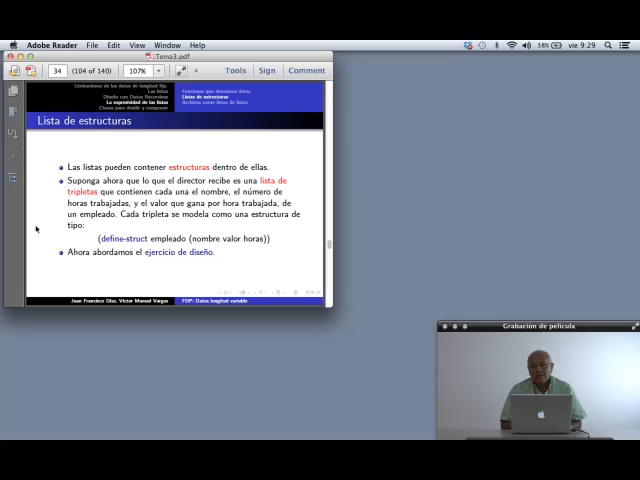 Adobe Reader File Edit View Window Help 38% vie 9:29
Tema3.pdf
34 (104 of 140) 107% Tools Sign Comment
Limitaciones de los datos de longitud fija
Las listas
Diseño con Datos Recursivos
La expresividad de las listas
Clases para dividir y componer
Funciones que devuelven listas
Listas de estructuras
Archivos como listas de listas
Lista de estructuras
Las listas pueden contener estructuras dentro de ellas.
Suponga ahora que lo que el director recibe es una lista de
tripletas que contienen cada una el nombre, el número de
horas trabajadas, y el valor que gana por hora trabajada, de
un empleado. Cada tripleta se modela como una estructura de
tipo:
(define-struct empleado (nombre valor horas))
Ahora abordamos el ejercicio de diseño.
Juan Francisco Díaz, Victor Manuel Vargas FDP: Datos longitud variable
Grabación de película